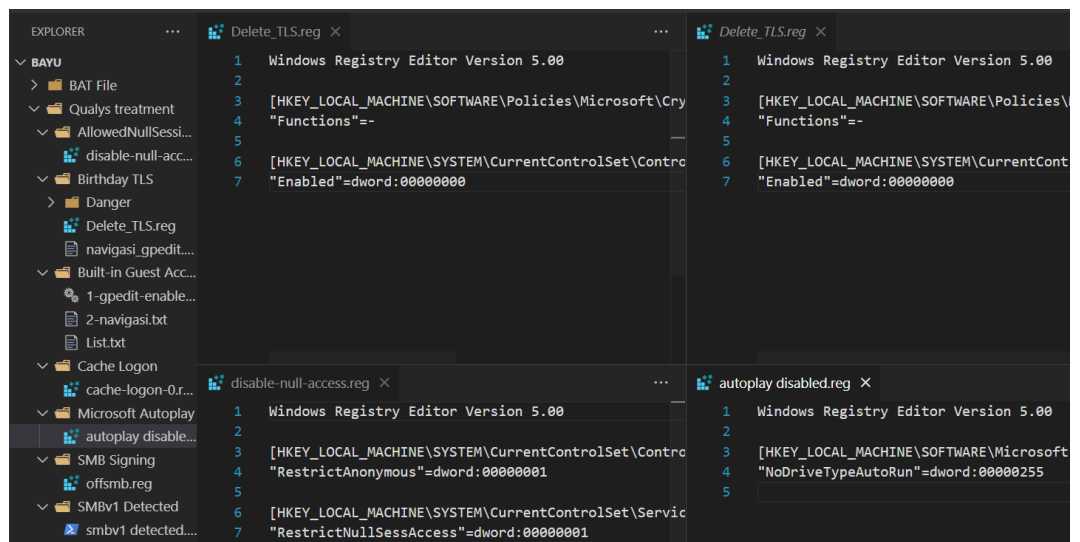 EXPLORER ...
BAYU
BAT File
Qualys treatment
AllowedNullSessi...
disable-null-acc...
Birthday TLS
Danger
Delete_TLS.reg
navigasi_gpedit....
Built-in Guest Acc...
1-gpedit-enable...
2-navigasi.txt
List.txt
Cache Logon
cache-logon-0.r...
Microsoft Autoplay
autoplay disable...
SMB Signing
offsmb.reg
SMBv1 Detected
smbv1 detected....
Delete_TLS.reg ...
1 Windows Registry Editor Version 5.00
2
3 [HKEY_LOCAL_MACHINE\SOFTWARE\Policies\Microsoft\Cry
4 "Functions"=-
5
6 [HKEY_LOCAL_MACHINE\SYSTEM\CurrentControlSet\Contro
7 "Enabled"=dword:00000000
Delete_TLS.reg
1 Windows Registry Editor Version 5.00
2
3 [HKEY_LOCAL_MACHINE\SOFTWARE\Policies\
4 "Functions"=-
5
6 [HKEY_LOCAL_MACHINE\SYSTEM\CurrentCont
7 "Enabled"=dword:00000000
disable-null-access.reg ...
1 Windows Registry Editor Version 5.00
2
3 [HKEY_LOCAL_MACHINE\SYSTEM\CurrentControlSet\Contro
4 "RestrictAnonymous"=dword:00000001
5
6 [HKEY_LOCAL_MACHINE\SYSTEM\CurrentControlSet\Servic
7 "RestrictNullSessAccess"=dword:00000001
autoplay disabled.reg
1 Windows Registry Editor Version 5.00
2
3 [HKEY_LOCAL_MACHINE\SOFTWARE\Microsoft
4 "NoDriveTypeAutoRun"=dword:00000255
5